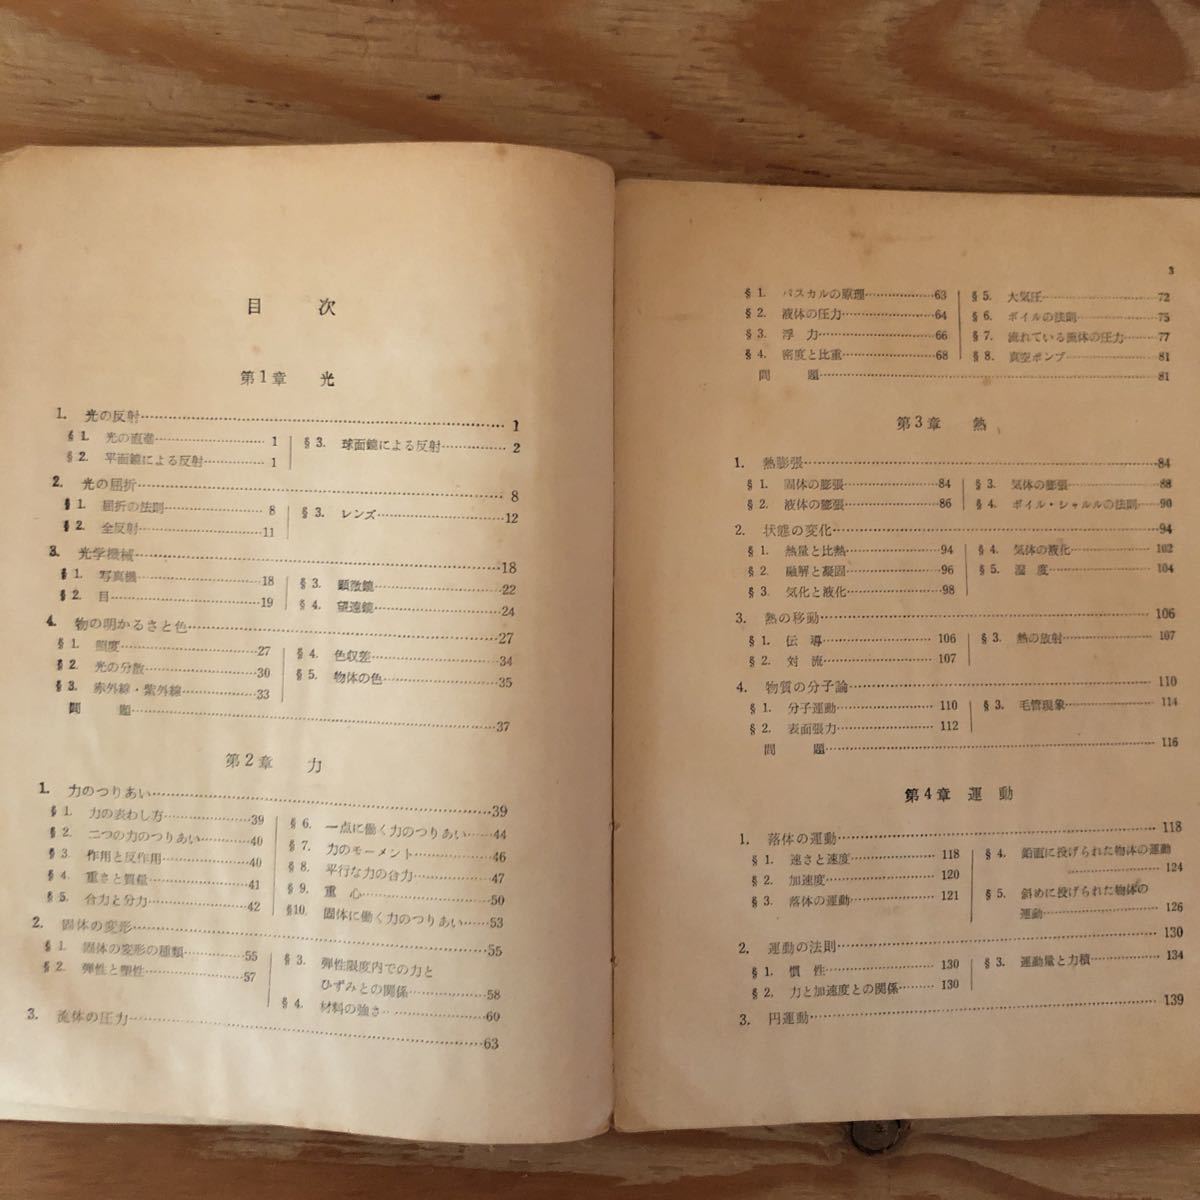 目 次
第1章 光
1. 光の反射 1
§1. 光の直進 1
§2. 平面鏡による反射 1
§3. 球面鏡による反射 2
2. 光の屈折 8
§1. 屈折の法則 8
§2. 全反射 11
§3. レンズ 12
3. 光学機械 18
§1. 写真機 18
§2. 目 19
§3. 顕微鏡 22
§4. 望遠鏡 24
4. 物の明かるさと色 27
§1. 照度 27
§2. 光の分散 30
§3. 赤外線・紫外線 33
§4. 色収差 34
§5. 物体の色 35
問 題 37
第2章 力
1. 力のつりあい 39
§1. 力の表わし方 39
§2. 二つの力のつりあい 40
§3. 作用と反作用 40
§4. 重さと質量 41
§5. 合力と分力 42
§6. 一点に働く力のつりあい 44
§7. 力のモーメント 46
§8. 平行な力の合力 47
§9. 重 心 50
§10. 固体に働く力のつりあい 53
2. 固体の変形 55
§1. 固体の変形の種類 55
§2. 弾性と塑性 57
§3. 弾性限度内での力と
ひずみとの関係 58
§4. 材料の強さ 60
3. 流体の圧力 63
3
§1. パスカルの原理 63
§2. 液体の圧力 64
§3. 浮 力 66
§4. 密度と比重 68
§5. 大気圧 72
§6. ボイルの法則 75
§7. 流れている流体の圧力 77
§8. 真空ポンプ 81
問 題 81
第3章 熱
1. 熱膨張 84
§1. 固体の膨張 84
§2. 液体の膨張 86
§3. 気体の膨張 88
§4. ボイル・シャルルの法則 90
2. 状態の変化 94
§1. 熱量と比熱 94
§2. 融解と凝固 96
§3. 気化と液化 98
§4. 気体の液化 102
§5. 湿 度 104
3. 熱の移動 106
§1. 伝 導 106
§2. 対 流 107
§3. 熱の放射 107
4. 物質の分子論 110
§1. 分子運動 110
§2. 表面張力 112
§3. 毛管現象 114
問 題 116
第4章 運 動
1. 落体の運動 118
§1. 速さと速度 118
§2. 加速度 120
§3. 落体の運動 121
§4. 鉛直に投げられた物体の運動
124
§5. 斜めに投げられた物体の
運動 126
2. 運動の法則 130
§1. 慣 性 130
§2, 力と加速度との関係 130
§3. 運動量と力積 134
3. 円運動 139